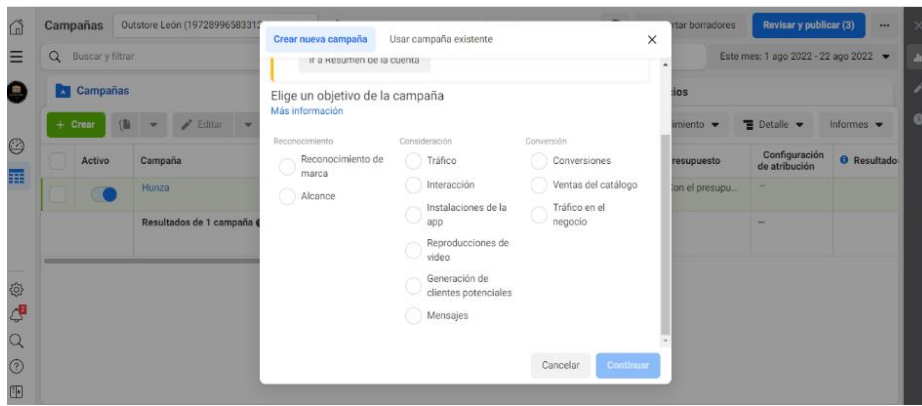 Campañas
Outstore León (1972899658331
rtar borradores
Revisar y publicar (3)
Crear nueva campaña
Usar campaña existente
Buscar y filtrar
Este mes: 1 ago 2022 - 22 ago 2022
Ir a Resumen de la cuenta
Campañas
cios
Elige un objetivo de la campaña
Más información
+ Crear
Editar
imiento
Detalle
Informes
Reconocimiento
Consideración
Conversión
Reconocimiento de
marca
Alcance
Tráfico
Interacción
Instalaciones de la
app
Reproducciones de
video
Generación de
clientes potenciales
Mensajes
Conversiones
Ventas del catálogo
Tráfico en el
negocio
Activo
Campaña
resupuesto
Configuración
de atribución
Resultado
Hunza
Con el presupu...
Resultados de 1 campaña
Cancelar
Continuar